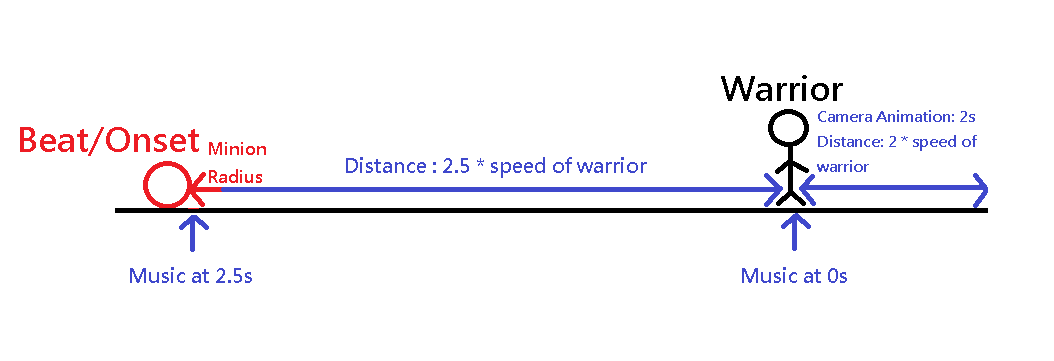 Warrior
Camera Animation: 2s
Distance: 2 * speed of
warrior
Beat/Onset
Minion
Radius
Distance : 2.5 * speed of warrior
Music at 2.5s
Music at 0s